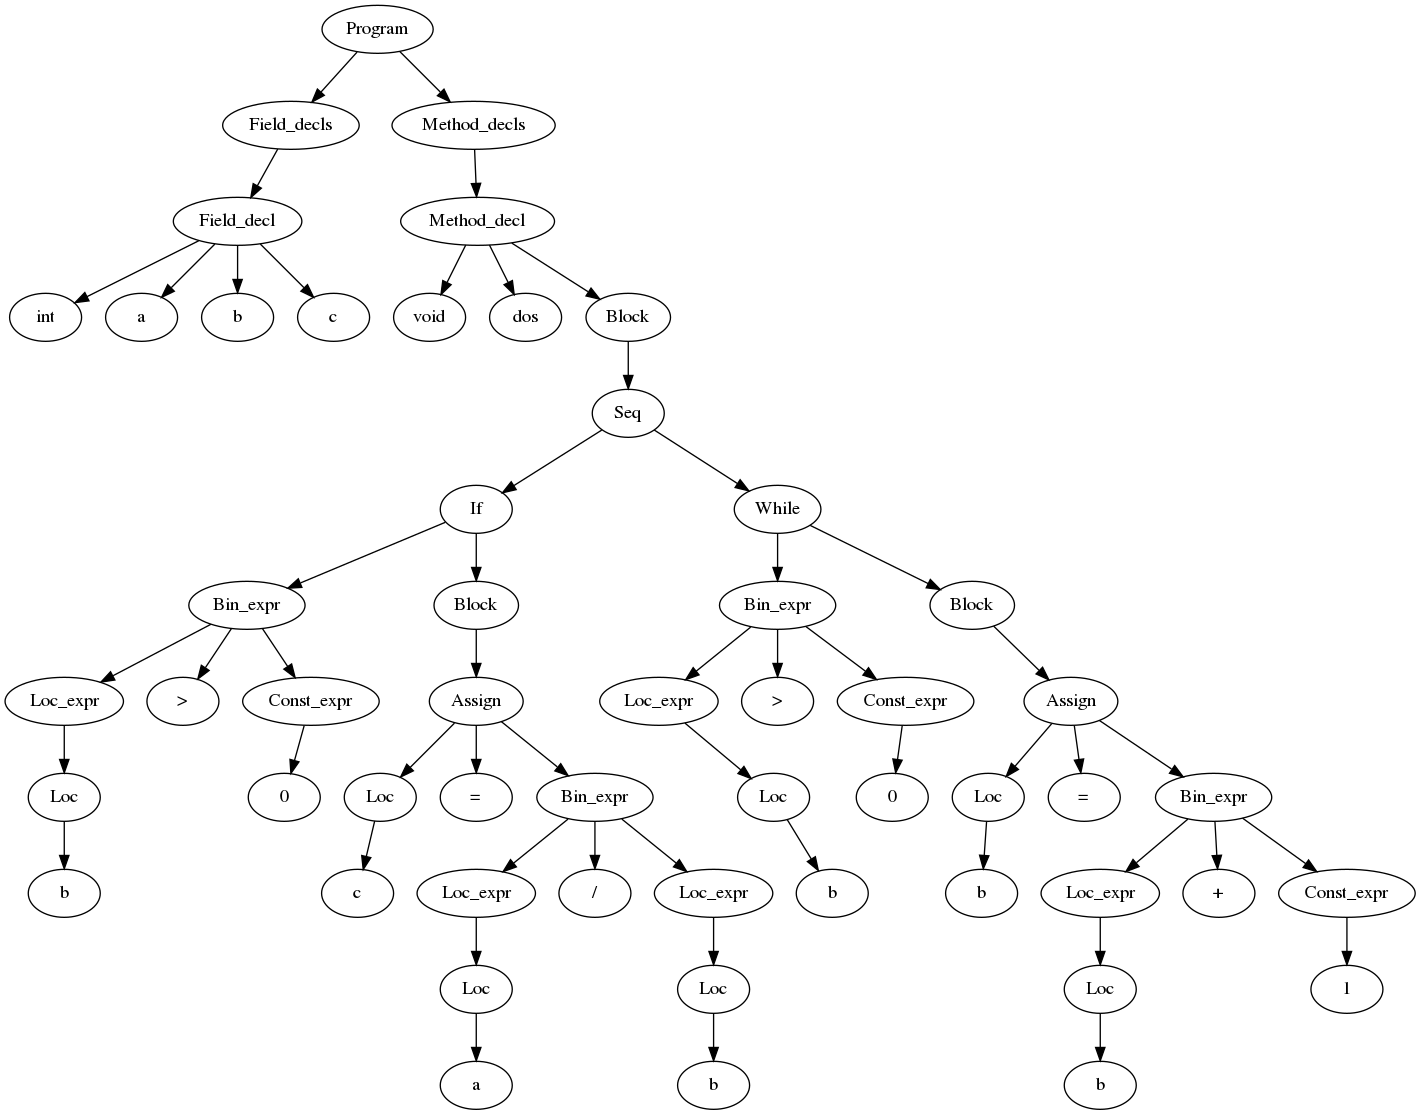 Program
Field_decls Method_decls
Field_decl Method_decl
int a b c void dos Block
Seq
If While
Bin_expr Block Bin_expr Block
Loc_expr > Const_expr Assign Loc_expr > Const_expr Assign
Loc 0 Loc = Bin_expr Loc 0 Loc = Bin_expr
b c Loc_expr / Loc_expr b b Loc_expr + Const_expr
Loc Loc Loc 1
a b b